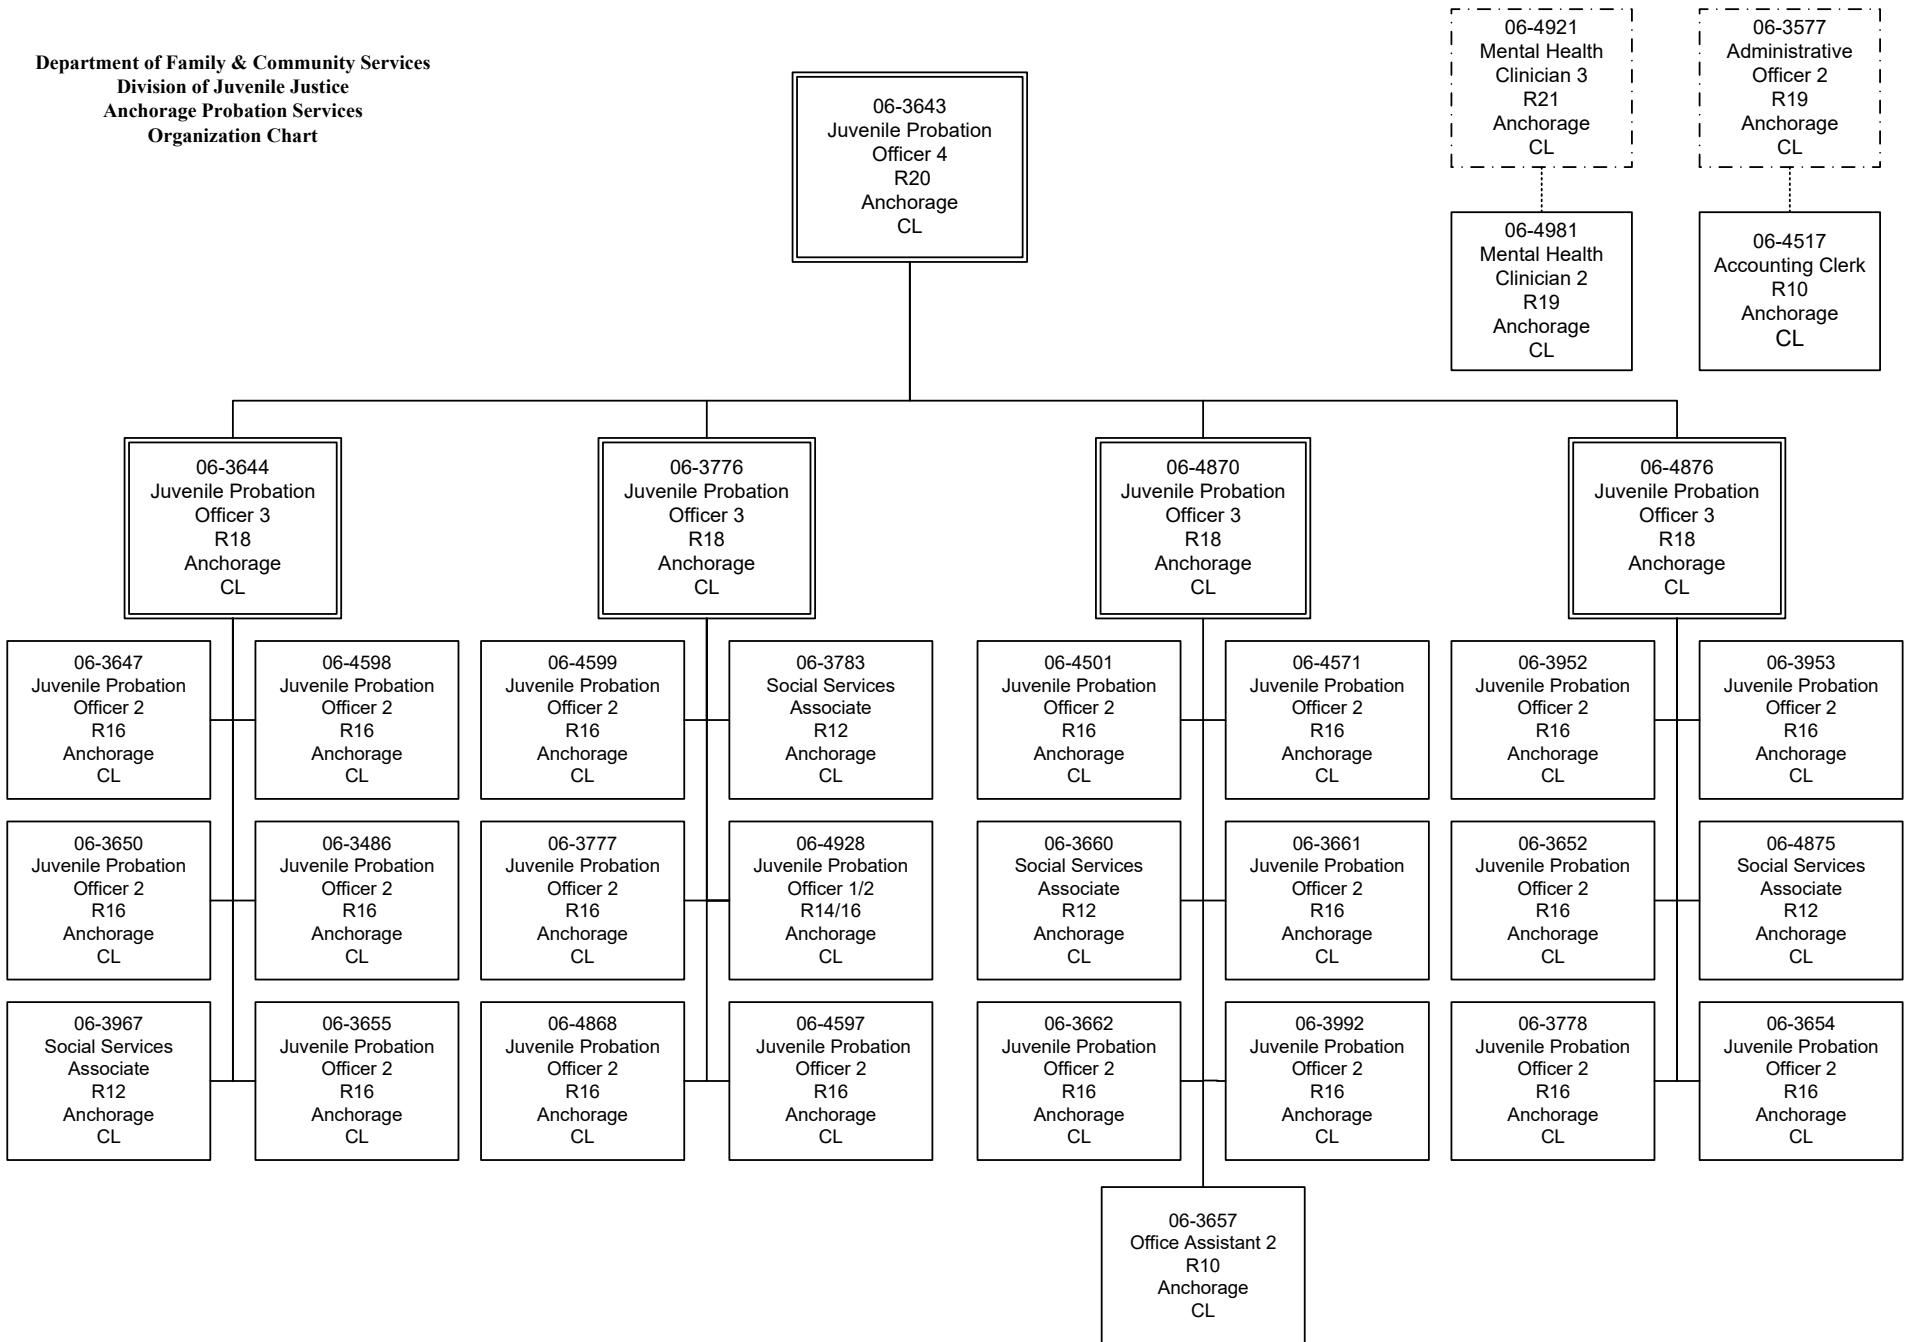 Department of Family & Community Services
Division of Juvenile Justice
Anchorage Probation Services
Organization Chart
06-3643
Juvenile Probation
Officer 4
R20
Anchorage
CL
06-4921
Mental Health
Clinician 3
R21
Anchorage
CL
06-3577
Administrative
Officer 2
R19
Anchorage
CL
06-4981
Mental Health
Clinician 2
R19
Anchorage
CL
06-4517
Accounting Clerk
R10
Anchorage
CL
06-3644
Juvenile Probation
Officer 3
R18
Anchorage
CL
06-3776
Juvenile Probation
Officer 3
R18
Anchorage
CL
06-4870
Juvenile Probation
Officer 3
R18
Anchorage
CL
06-4876
Juvenile Probation
Officer 3
R18
Anchorage
CL
06-3647
Juvenile Probation
Officer 2
R16
Anchorage
CL
06-4598
Juvenile Probation
Officer 2
R16
Anchorage
CL
06-4599
Juvenile Probation
Officer 2
R16
Anchorage
CL
06-3783
Social Services
Associate
R12
Anchorage
CL
06-4501
Juvenile Probation
Officer 2
R16
Anchorage
CL
06-4571
Juvenile Probation
Officer 2
R16
Anchorage
CL
06-3952
Juvenile Probation
Officer 2
R16
Anchorage
CL
06-3953
Juvenile Probation
Officer 2
R16
Anchorage
CL
06-3650
Juvenile Probation
Officer 2
R16
Anchorage
CL
06-3486
Juvenile Probation
Officer 2
R16
Anchorage
CL
06-3777
Juvenile Probation
Officer 2
R16
Anchorage
CL
06-4928
Juvenile Probation
Officer 1/2
R14/16
Anchorage
CL
06-3660
Social Services
Associate
R12
Anchorage
CL
06-3661
Juvenile Probation
Officer 2
R16
Anchorage
CL
06-3652
Juvenile Probation
Officer 2
R16
Anchorage
CL
06-4875
Social Services
Associate
R12
Anchorage
CL
06-3967
Social Services
Associate
R12
Anchorage
CL
06-3655
Juvenile Probation
Officer 2
R16
Anchorage
CL
06-4868
Juvenile Probation
Officer 2
R16
Anchorage
CL
06-4597
Juvenile Probation
Officer 2
R16
Anchorage
CL
06-3662
Juvenile Probation
Officer 2
R16
Anchorage
CL
06-3992
Juvenile Probation
Officer 2
R16
Anchorage
CL
06-3778
Juvenile Probation
Officer 2
R16
Anchorage
CL
06-3654
Juvenile Probation
Officer 2
R16
Anchorage
CL
06-3657
Office Assistant 2
R10
Anchorage
CL